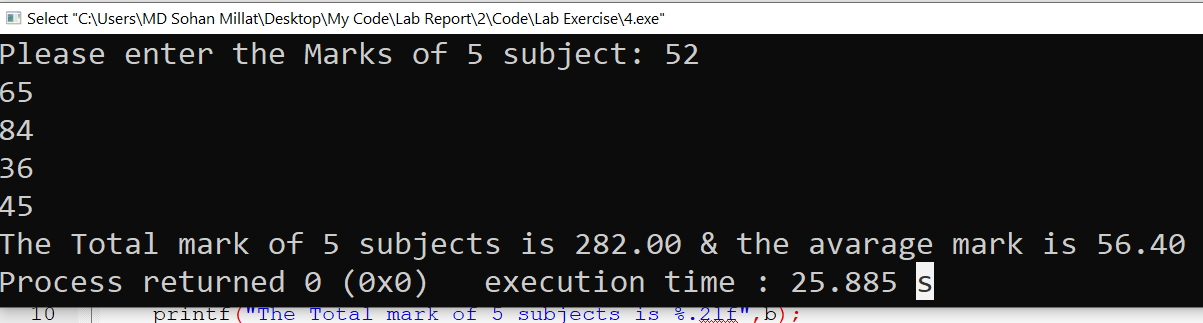 Select "C:\Users\MD Sohan Millat\Desktop\My Code\Lab Report\2\Code\Lab Exercise\4.exe"
Please enter the Marks of 5 subject: 52
65
84
36
45
The Total mark of 5 subjects is 282.00 & the avarage mark is 56.40
Process returned 0 (0x0)   execution time : 25.885 s
10 printf("The Total mark of 5 subjects is %.2lf",b);